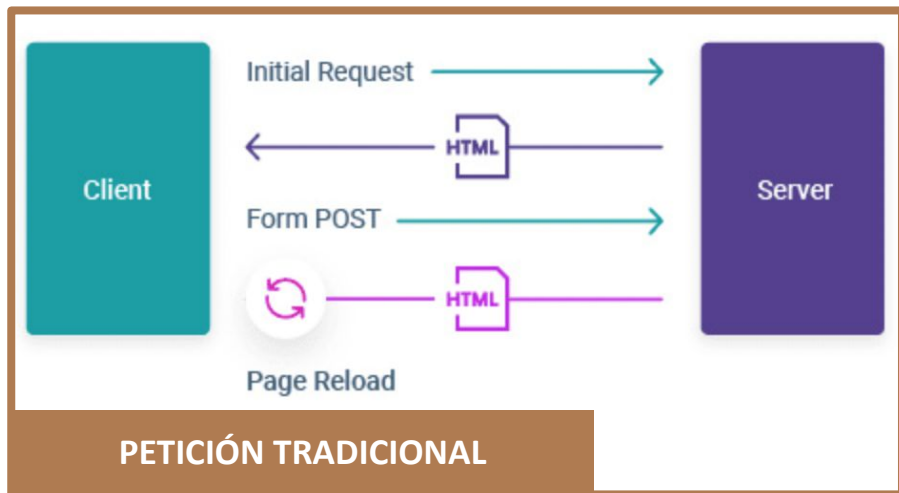 Initial Request
HTML
Client
Server
Form POST
HTML
Page Reload
PETICIÓN TRADICIONAL